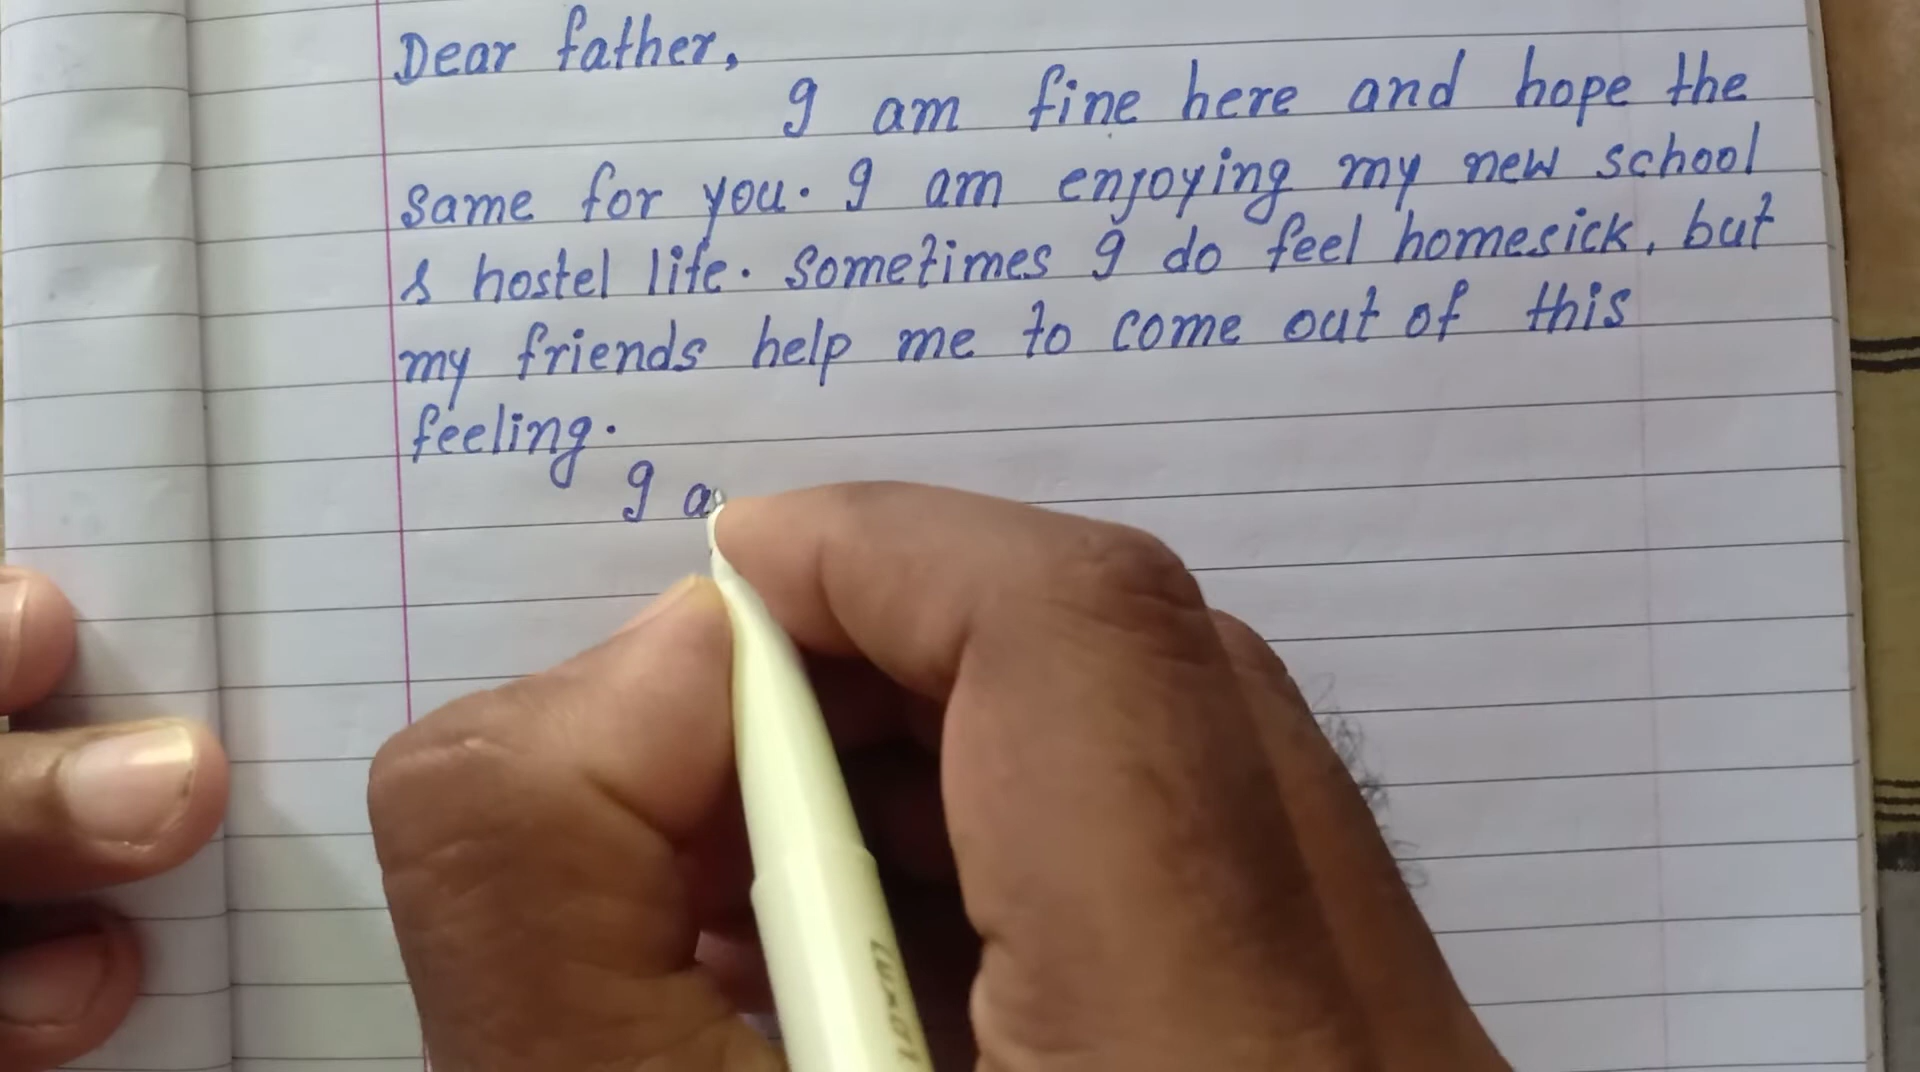 Dear father,
I am fine here and hope the
same for you. I am enjoying my new school
& hostel life. Sometimes I do feel homesick, but
my friends help me to come out of this
feeling.
I a